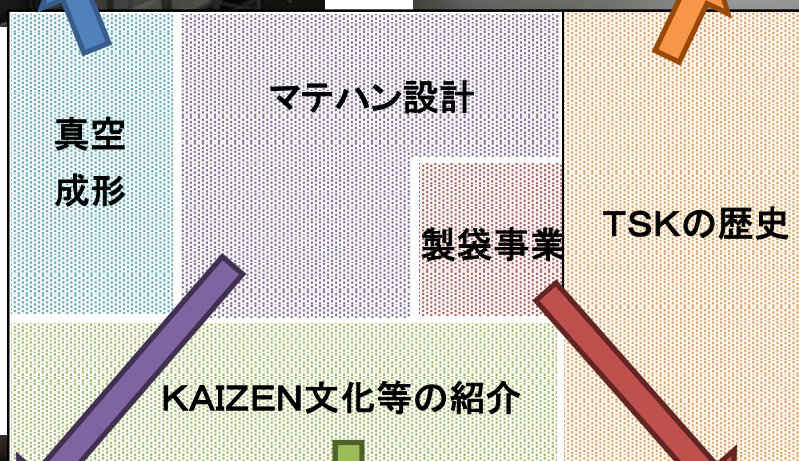 マテハン設計
真空
成形
製袋事業
TSKの歴史
KAIZEN文化等の紹介